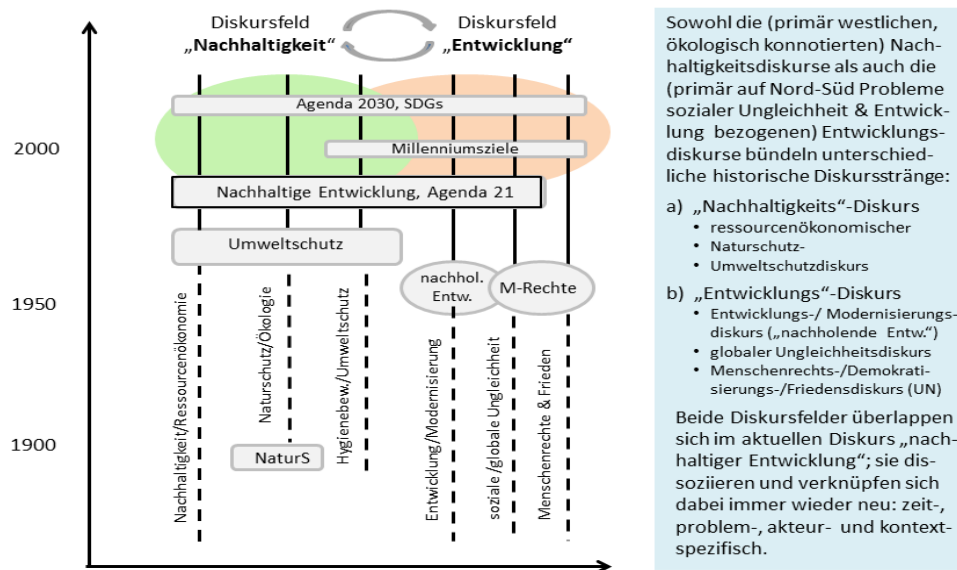 Diskursfeld
„Nachhaltigkeit“
Diskursfeld
„Entwicklung“
2000
1950
1900
Agenda 2030, SDGs
Millenniumsziele
Nachhaltige Entwicklung, Agenda 21
Umweltschutz
nachhol.
Entw.
M-Rechte
NaturS
Nachhaltigkeit/Ressourcenökonomie
Naturschutz/Ökologie
Hygienebew./Umweltschutz
Entwicklung/Modernisierung
soziale/globale Ungleichheit
Menschenrechte & Frieden
Sowohl die (primär westlichen,
ökologisch konnotierten) Nach-
haltigkeitsdiskurse als auch die
(primär auf Nord-Süd Probleme
sozialer Ungleichheit & Entwick-
lung bezogenen) Entwicklungs-
diskurse bündeln unterschied-
liche historische Diskursstränge:
a) „Nachhaltigkeits“-Diskurs
• ressourcenökonomischer
• Naturschutz-
• Umweltschutzdiskurs
b) „Entwicklungs“-Diskurs
• Entwicklungs-/ Modernisierungs-
diskurs („nachholende Entw.“)
• globaler Ungleichheitsdiskurs
• Menschenrechts-/Demokrati-
sierungs-/Friedensdiskurs (UN)
Beide Diskursfelder überlappen
sich im aktuellen Diskurs „nach-
haltiger Entwicklung“; sie dis-
soziieren und verknüpfen sich
dabei immer wieder neu: zeit-,
problem-, akteur- und kontext-
spezifisch.